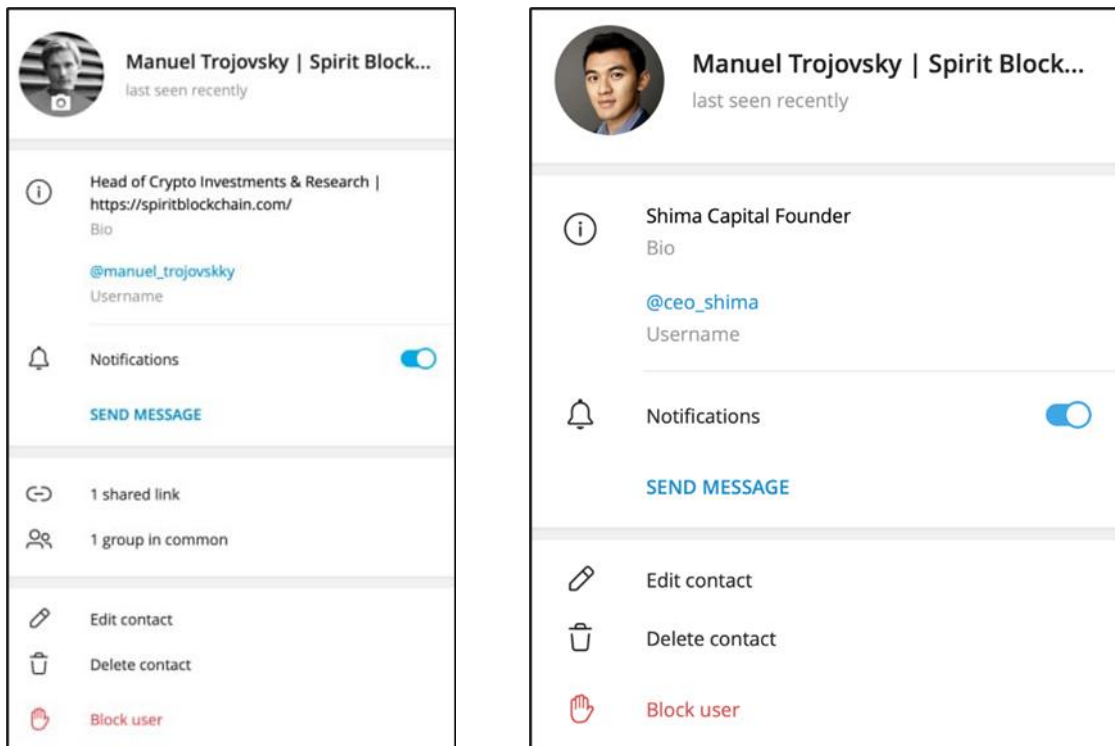 Manuel Trojovsky | Spirit Block...
last seen recently
Head of Crypto Investments & Research |
https://spiritblockchain.com/
Bio
@manuel_trojovskky
Username
Notifications
SEND MESSAGE
1 shared link
1 group in common
Edit contact
Delete contact
Block user
Manuel Trojovsky | Spirit Block...
last seen recently
Shima Capital Founder
Bio
@ceo_shima
Username
Notifications
SEND MESSAGE
Edit contact
Delete contact
Block user